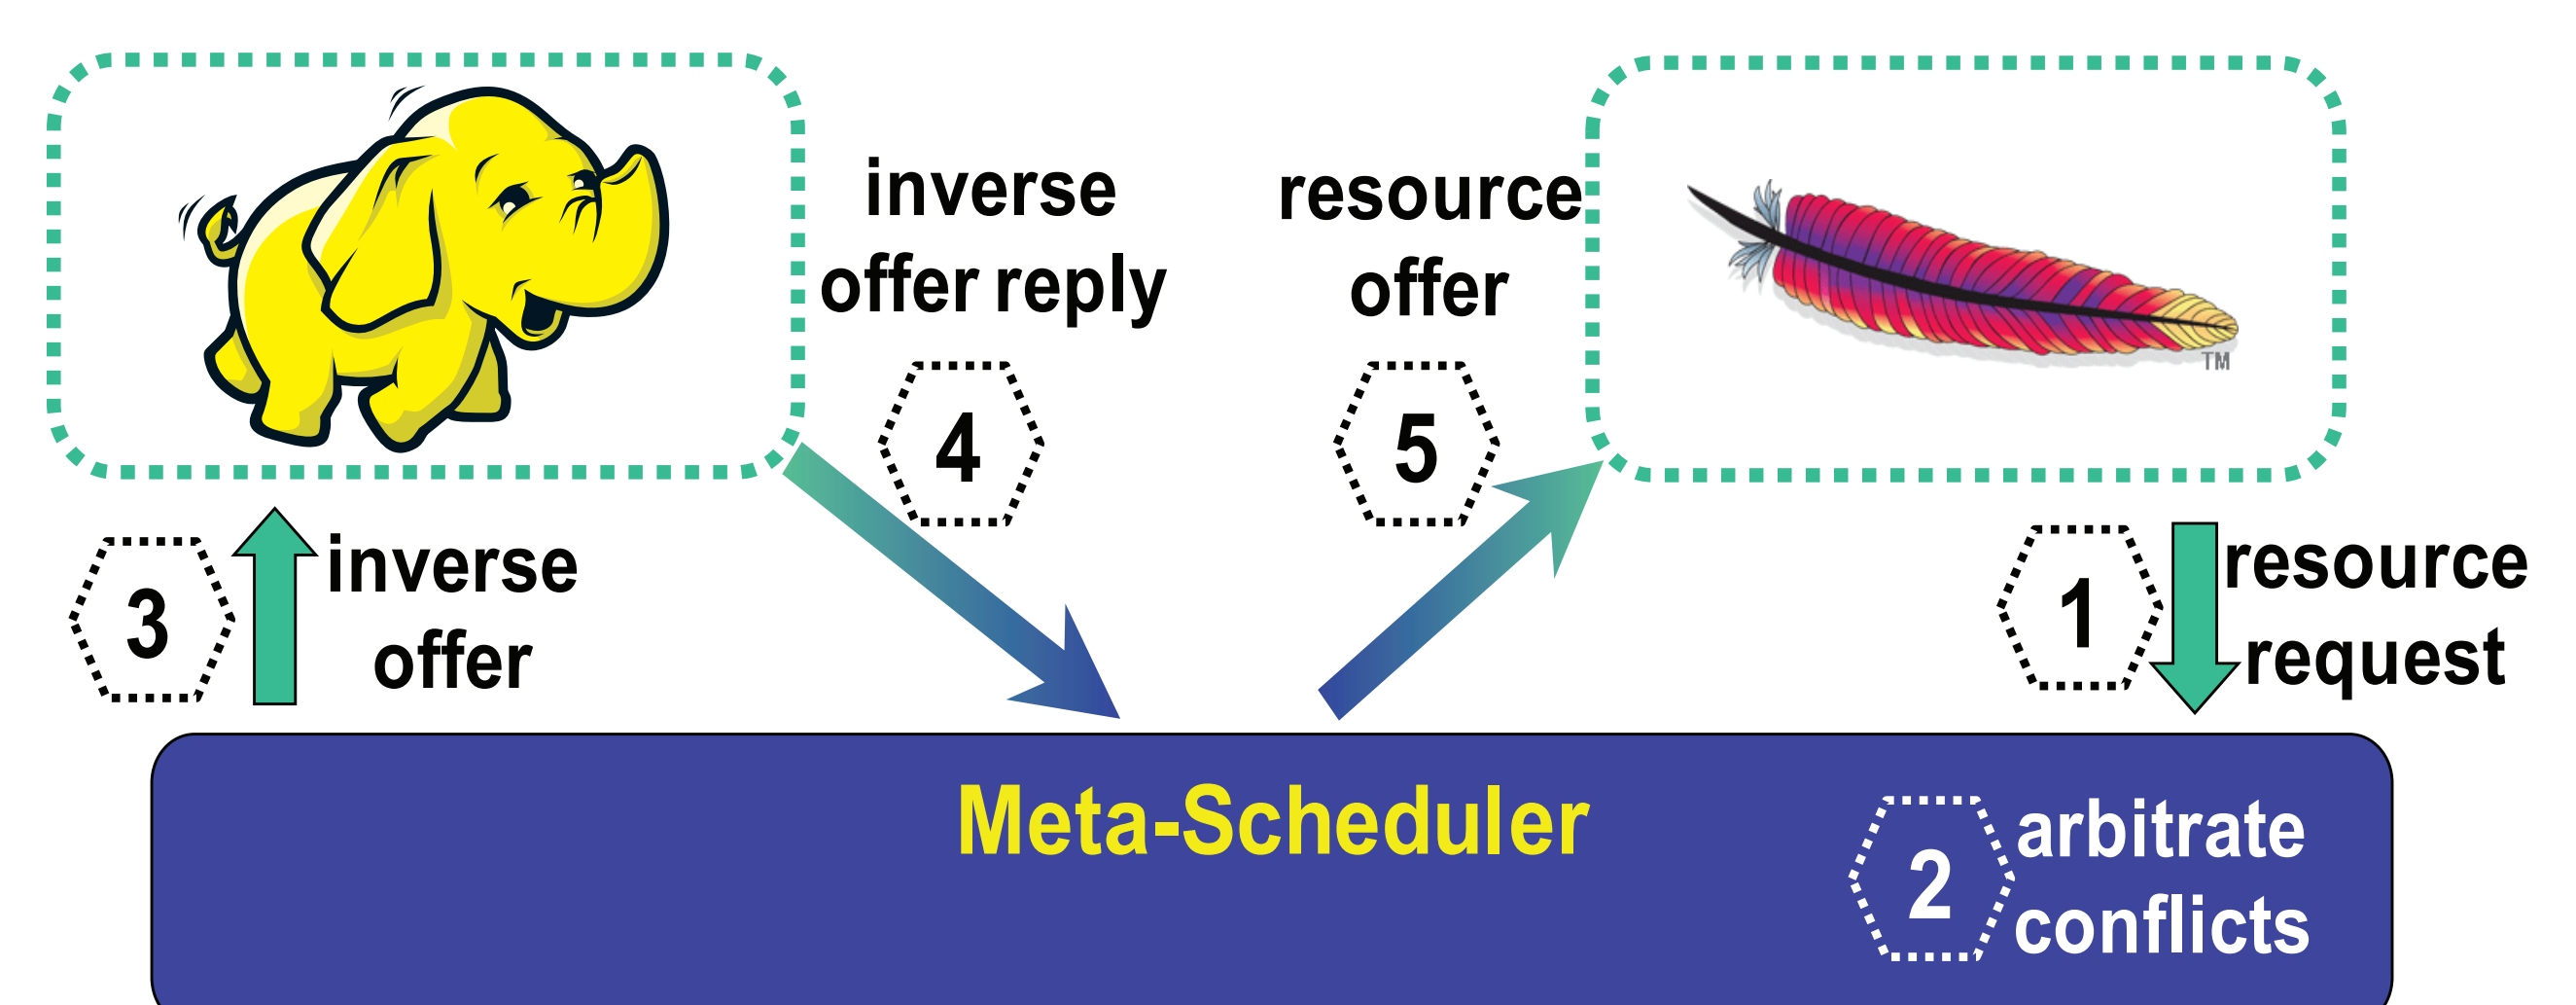 inverse
offer reply
4
resource
offer
5
TM
3
inverse
offer
1
resource
request
Meta-Scheduler
2
arbitrate
conflicts